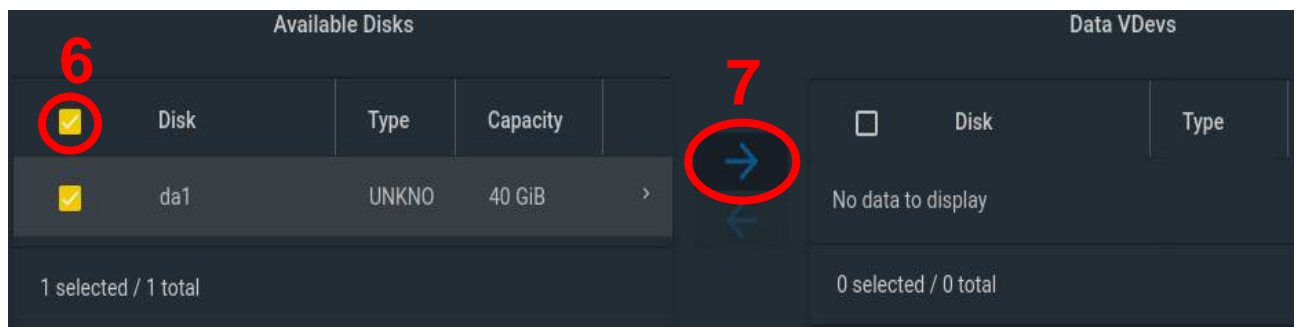 Available Disks
6
Disk Type Capacity
da1 UNKNO 40 GiB
1 selected / 1 total
7
Data VDevs
Disk Type
No data to display
0 selected / 0 total